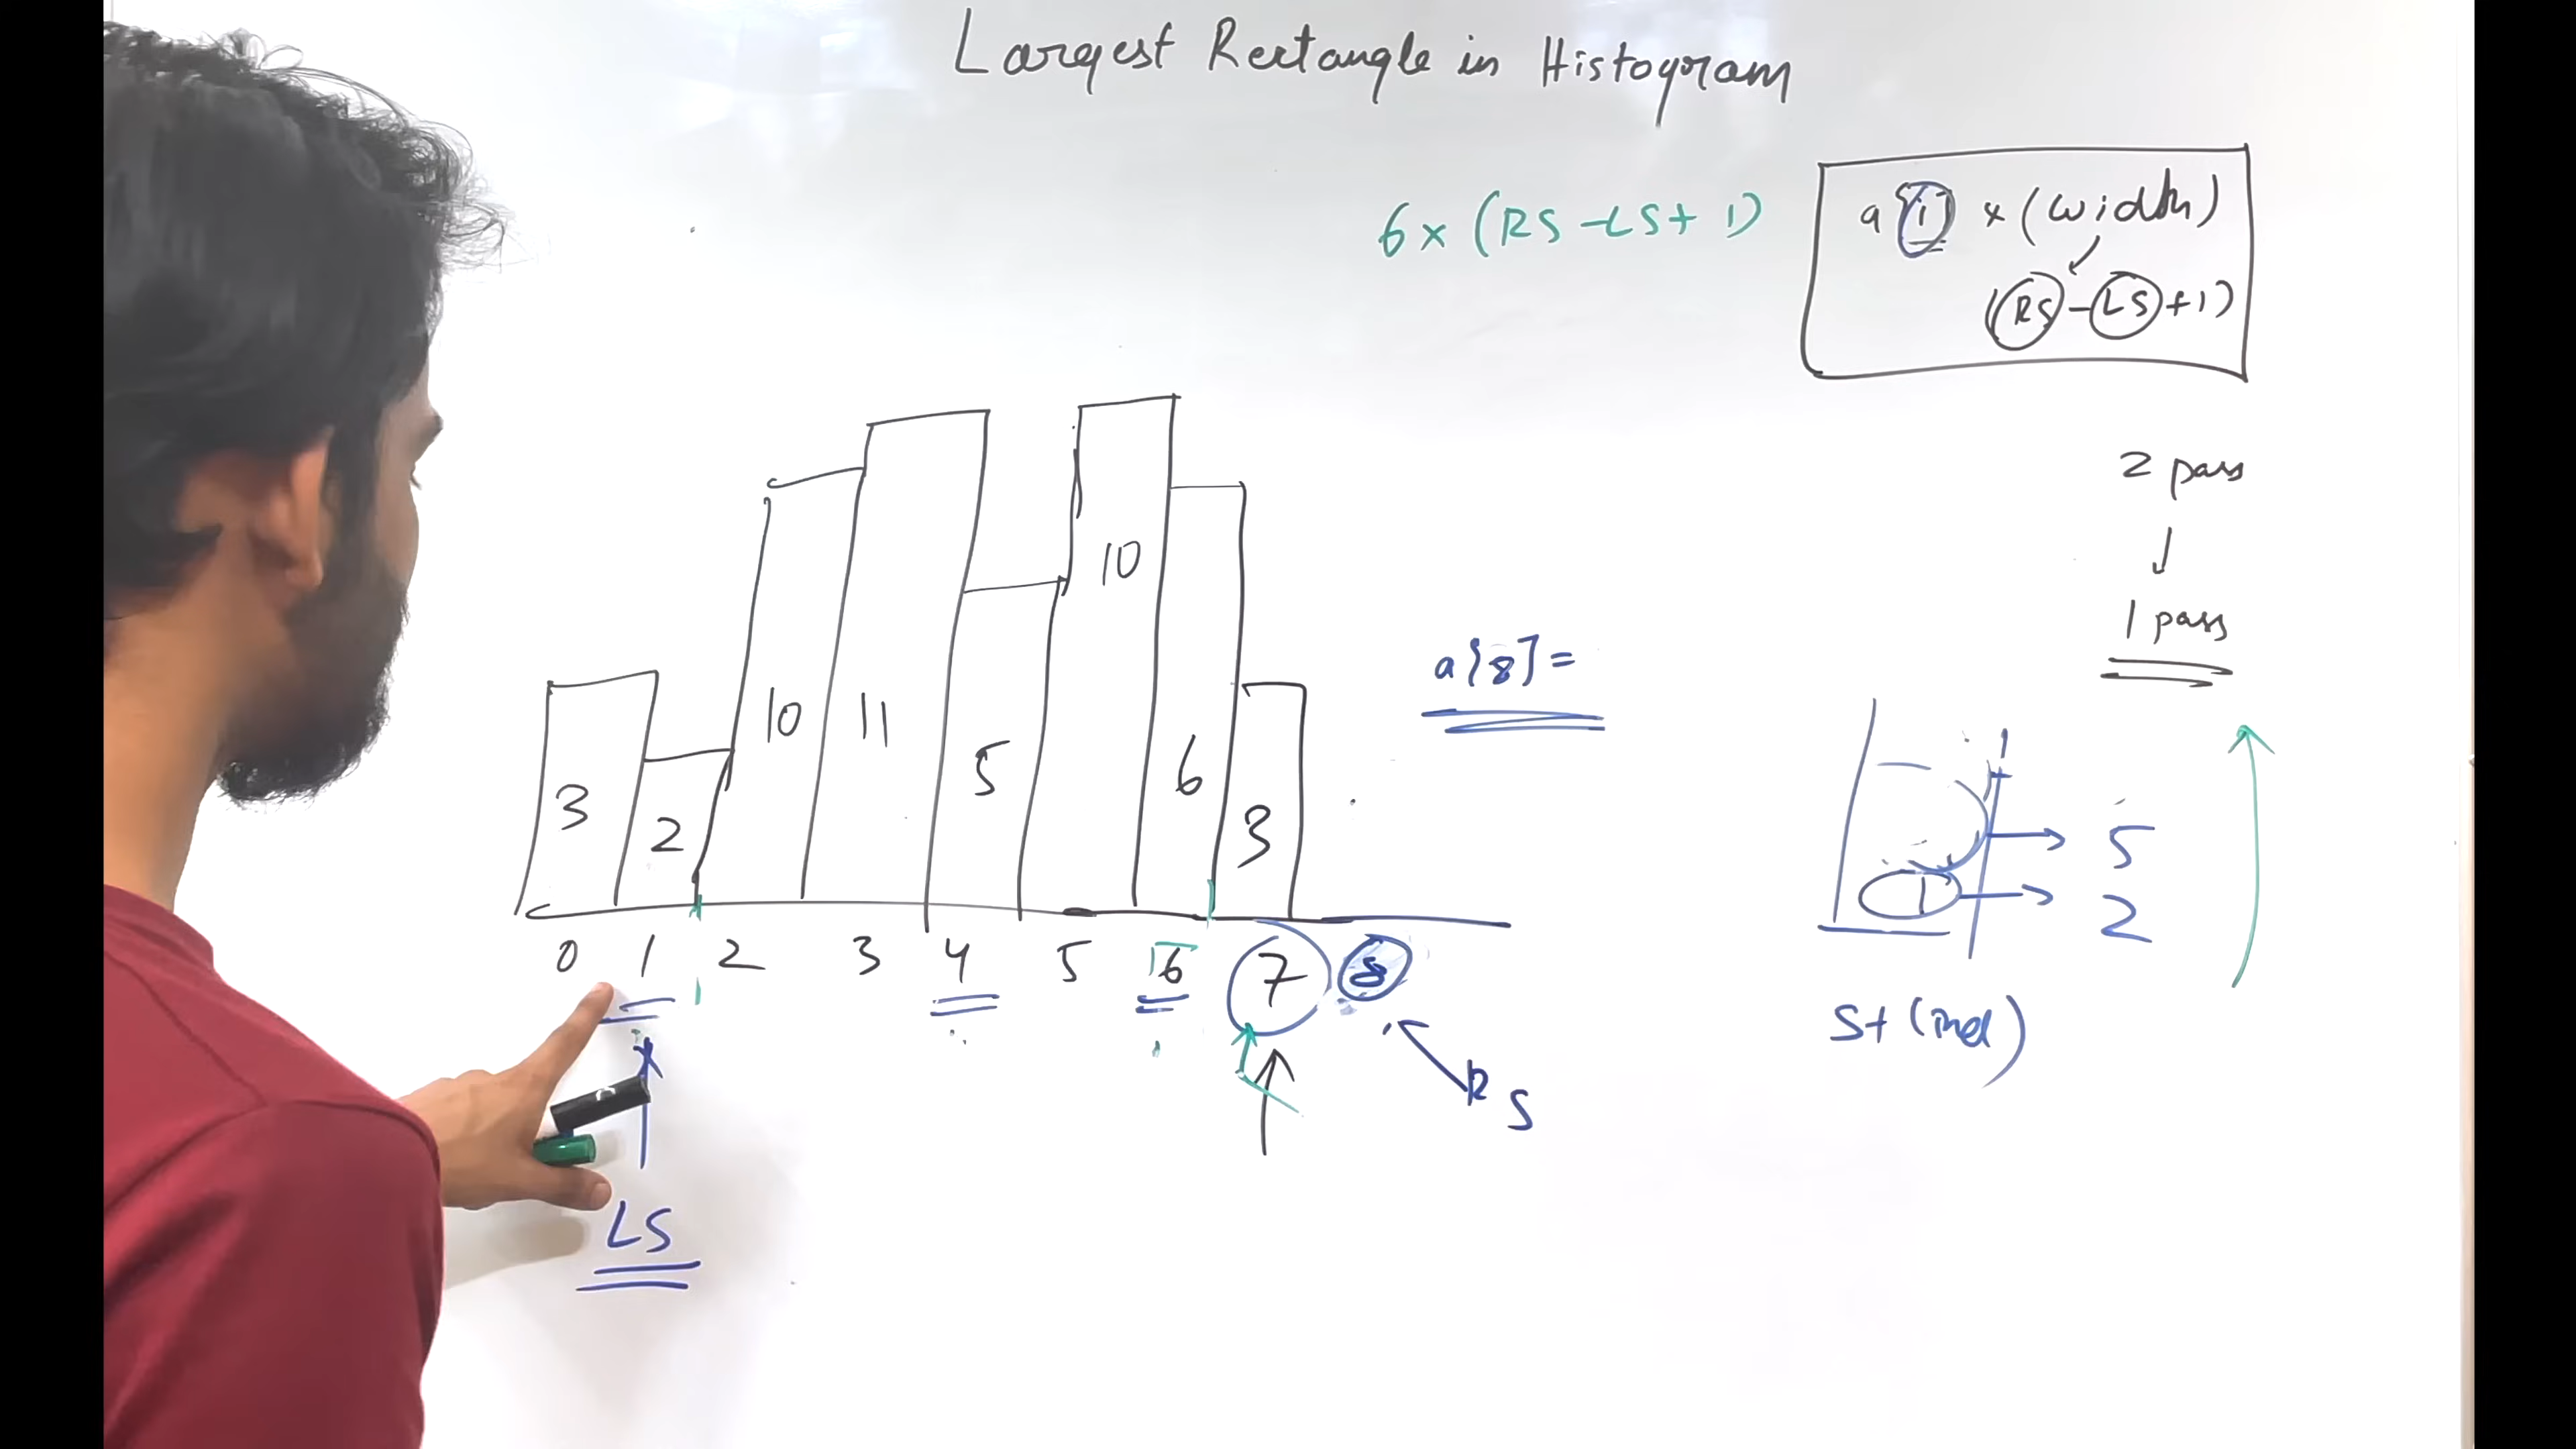 Largest Rectangle in Histogram
6 x (RS - LS + 1)
a[i] x (width)
(RS - LS + 1)
2 pass
1 pass
10
10 11
a[8] =
3 2 5 6 3
5
2
1
0 1 2 3 4 5 6 7 8
St (ind)
RS
LS